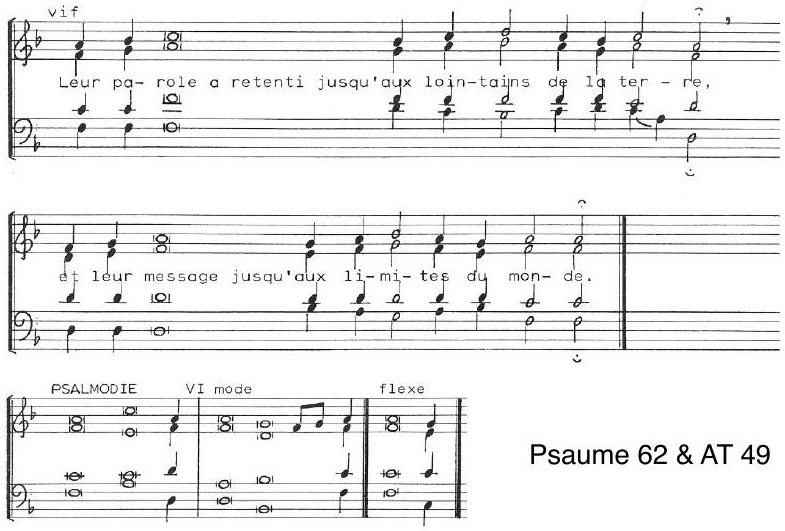 vif
Leur pa- role a retenti jusqu'aux loin-tains de la ter - re,
et leur message jusqu'aux li-mi- tes du mon- de.
PSALMODIE VI mode flexe
Psaume 62 & AT 49